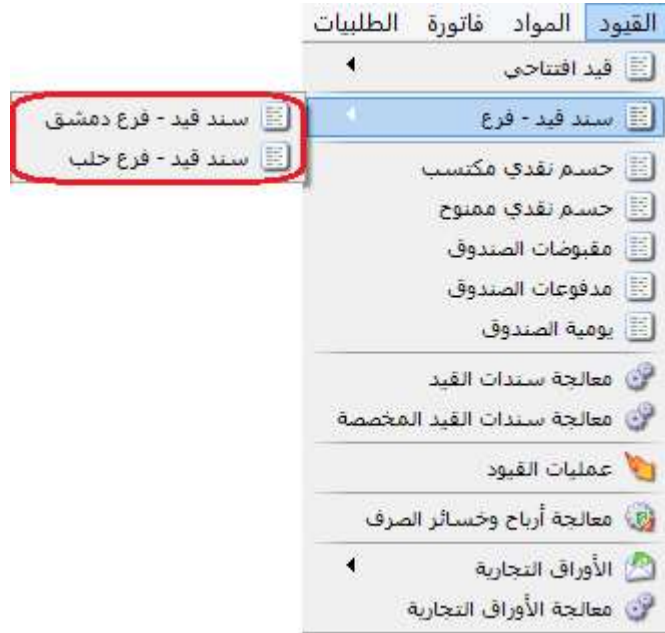 القيود المواد فاتورة الطلبيات
قيد افتتاحي
سند قيد - فرع
سند قيد - فرع دمشق
سند قيد - فرع حلب
حسم نقدي مكتسب
حسم نقدي ممنوح
مقبوضات الصندوق
مدفوعات الصندوق
يومية الصندوق
معالجة سندات القيد
معالجة سندات القيد المخصصة
عمليات القيود
معالجة أرباح وخسائر الصرف
الأوراق التجارية
معالجة الأوراق التجارية